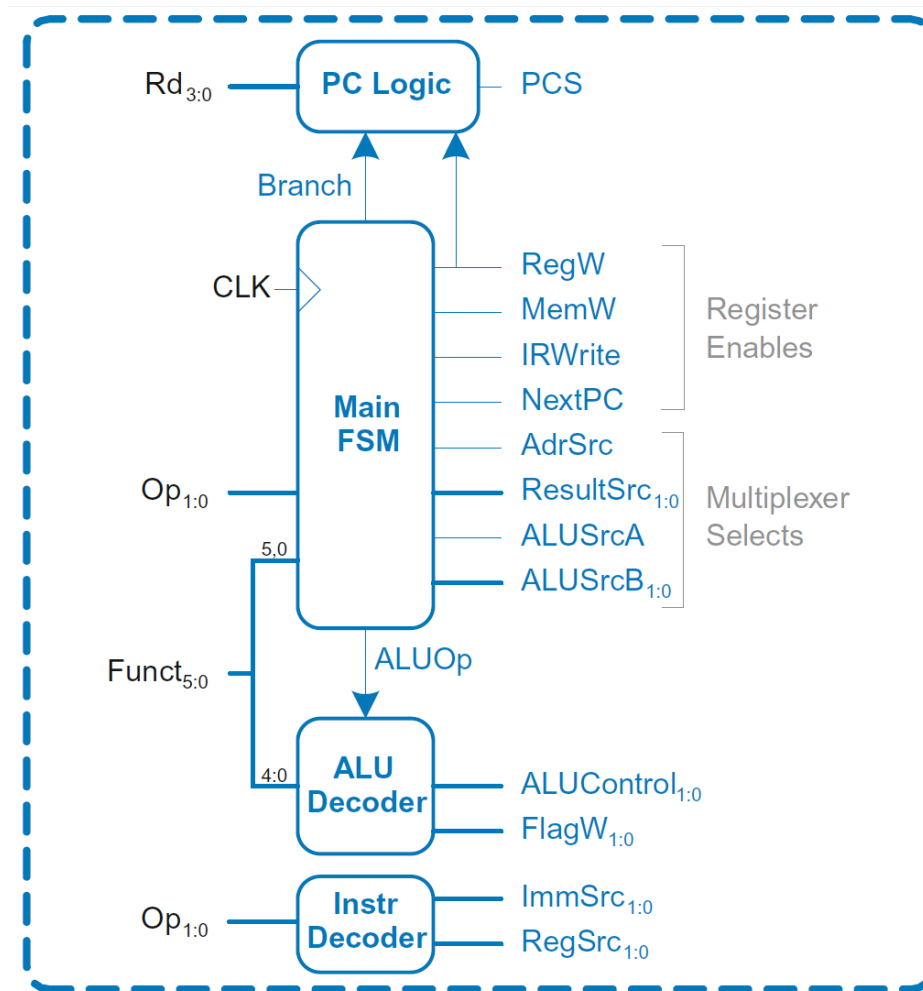 Rd3:0
PC Logic
PCS
Branch
CLK
RegW
MemW
IRWrite
NextPC
Register
Enables
Main
FSM
AdrSrc
Op1:0
ResultSrc1:0
ALUSrcA
ALUSrcB1:0
Multiplexer
Selects
5,0
ALUOp
Funct5:0
4:0
ALU
Decoder
ALUControl1:0
FlagW1:0
Op1:0
Instr
Decoder
ImmSrc1:0
RegSrc1:0